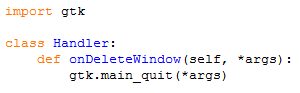 import gtk
class Handler:
    def onDeleteWindow(self, *args):
        gtk.main_quit(*args)